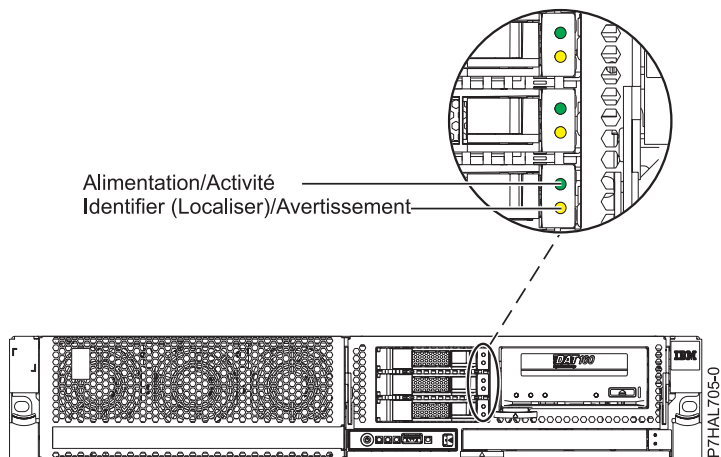 Alimentation/Activité
Identifier (Localiser)/Avertissement
DAT160
IBM
P7HAL705-0